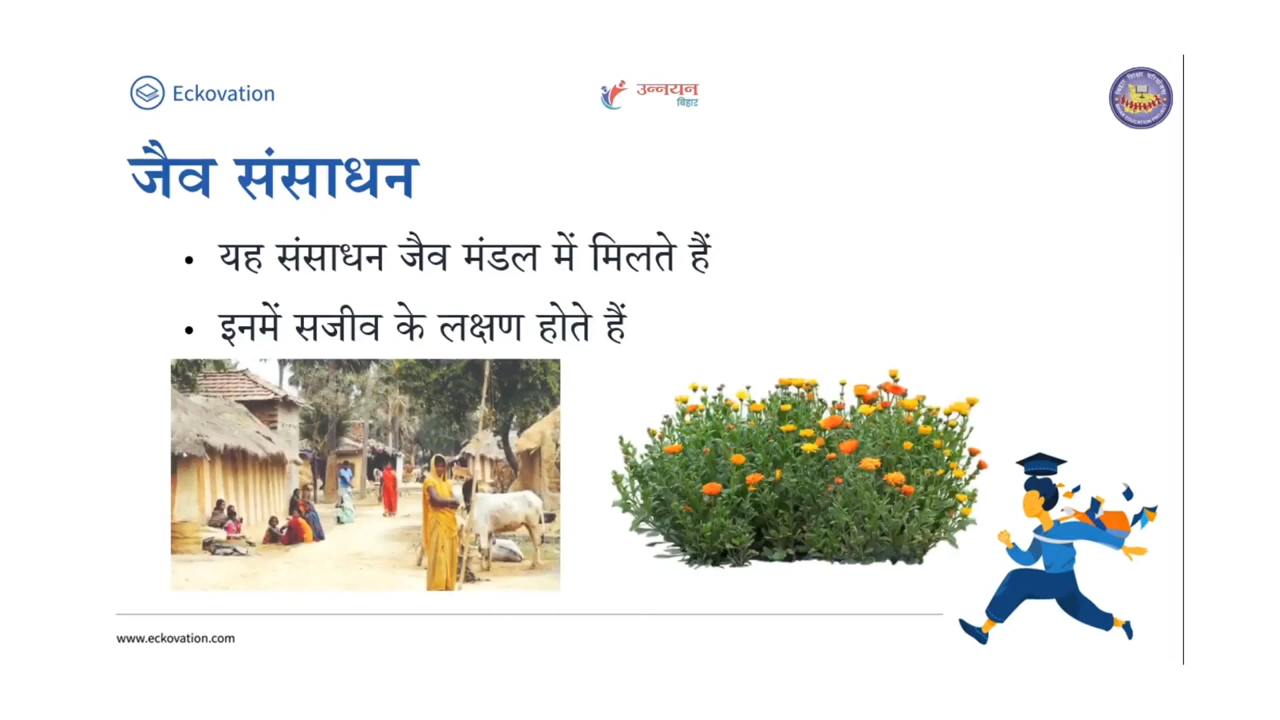 Eckovation
उन्नयन
बिहार
जैव संसाधन
• यह संसाधन जैव मंडल में मिलते हैं
• इनमें सजीव के लक्षण होते हैं
www.eckovation.com